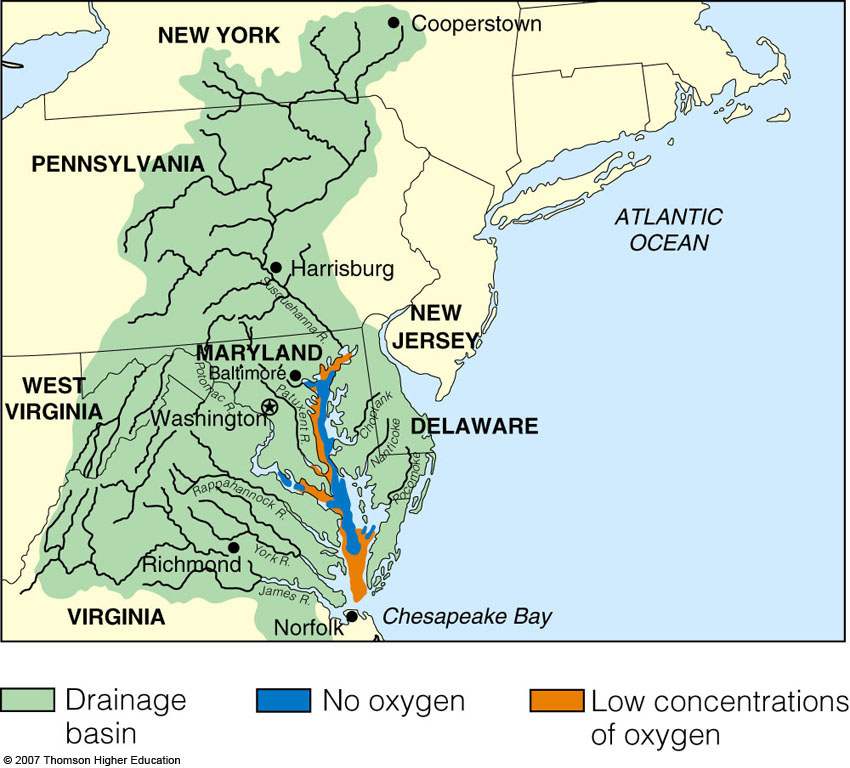 NEW YORK
Cooperstown
PENNSYLVANIA
ATLANTIC
OCEAN
Harrisburg
Susquehanna R.
NEW
JERSEY
MARYLAND
Baltimore
WEST
VIRGINIA
Potomac R.
Washington
Patuxent R.
Choptank
DELAWARE
Nanticoke
Pocomoke
Rappahannock R.
York R.
Richmond
James R.
VIRGINIA
Norfolk
Chesapeake Bay
Drainage
basin
No oxygen
Low concentrations
of oxygen
© 2007 Thomson Higher Education